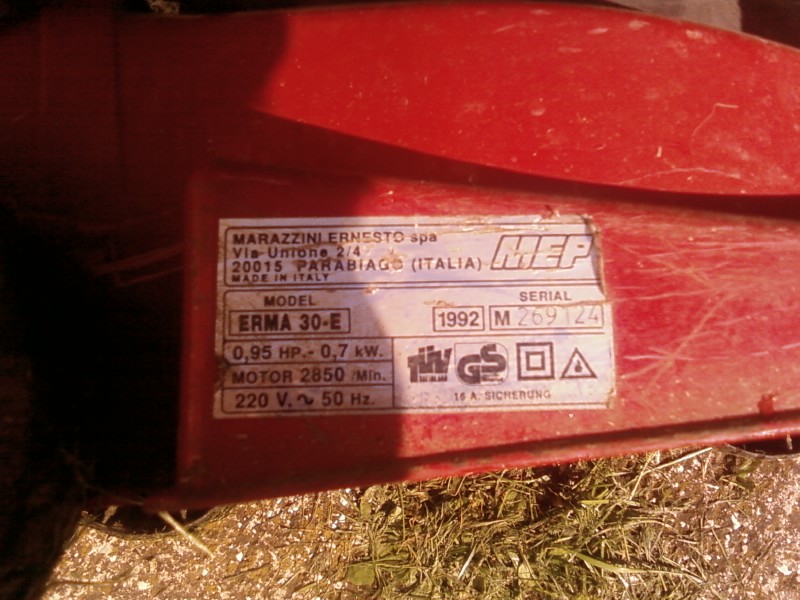 MARAZZINI ERNESTO spa
Via Unione 2/4
20015 PARABIAGO (ITALIA)
MADE IN ITALY
MEP
MODEL
ERMA 30-E
SERIAL
1992 M 269124
0,95 HP.- 0,7 kW.
MOTOR 2850 /Min.
220 V. ~ 50 Hz.
TÜV GS
16 A. SICHERUNG